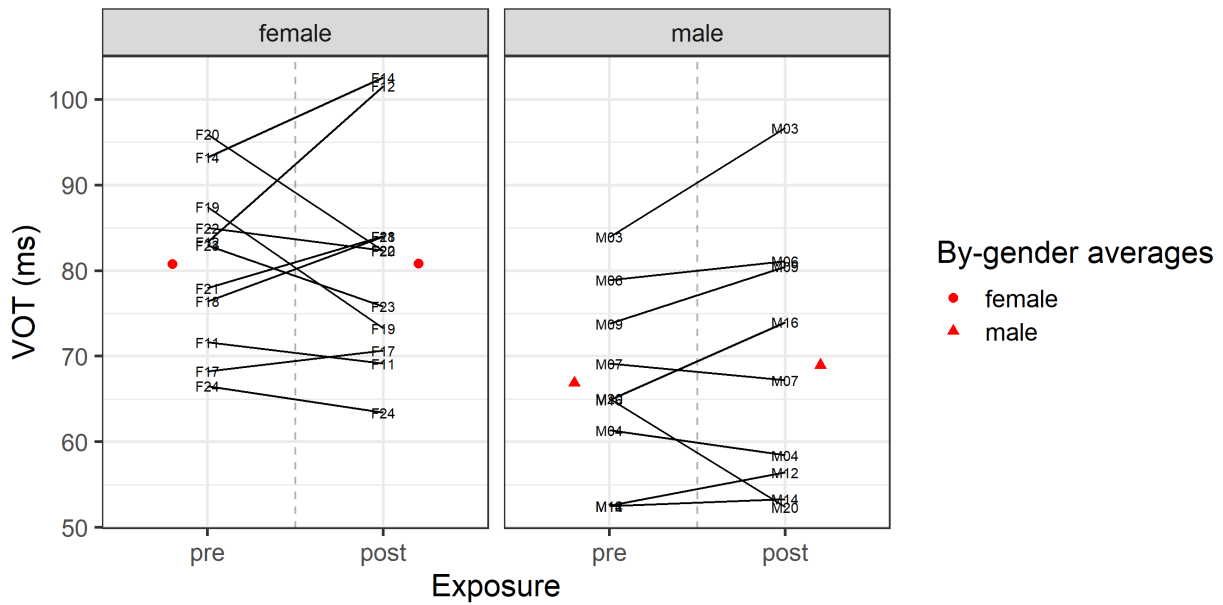 female
male
VOT (ms)
100
90
80
70
60
50
F20
F14
F19
F22
F21
F18
F11
F17
F24
F14
F12
F23
F19
F17
F11
F24
M03
M06
M09
M07
M04
M03
M06
M09
M16
M07
M04
M12
M14
M20
pre
post
pre
post
Exposure
By-gender averages
female
male